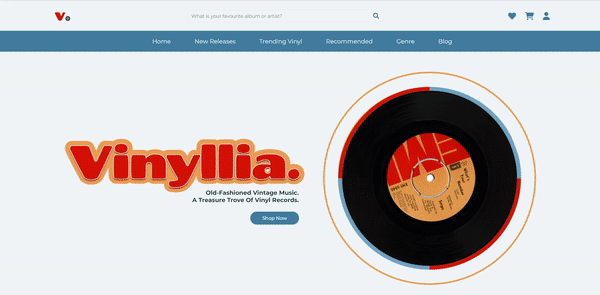 V.
What is your favourite album or artist?
Home New Releases Trending Vinyl Recommended Genre Blog
Vinyllia.
Old-Fashioned Vintage Music.
A Treasure Trove Of Vinyl Records.
Shop Now
EMI